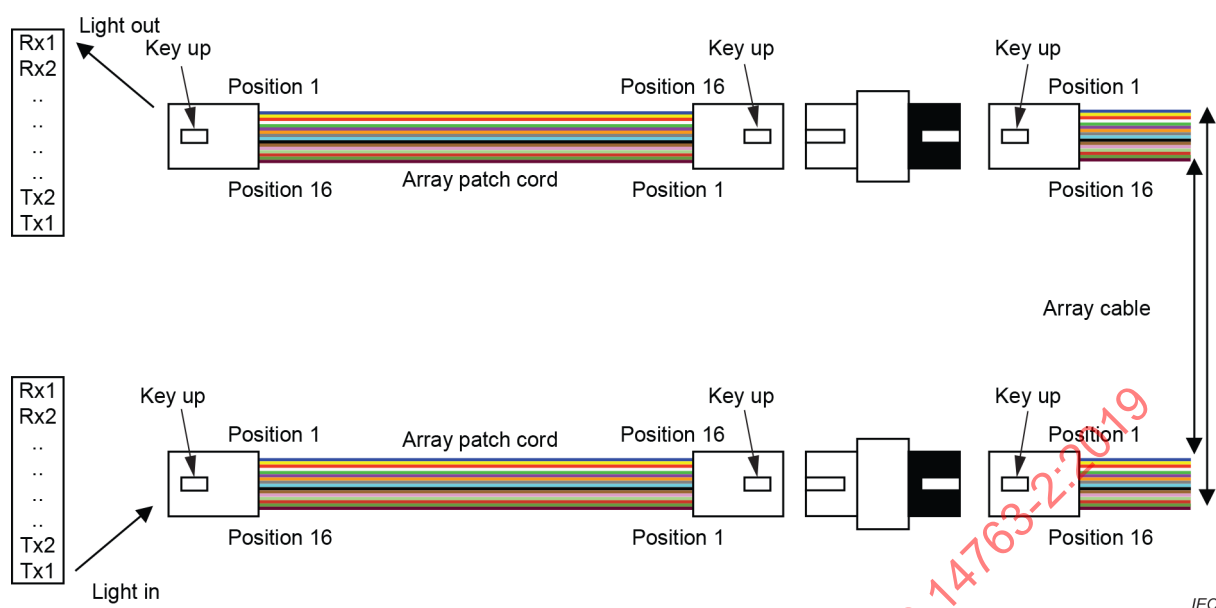 Light out
Rx1
Rx2
..
..
..
..
Tx2
Tx1
Key up
Key up
Key up
Position 1
Position 16
Position 1
Position 16
Array patch cord
Position 1
Position 16
Array cable
Rx1
Rx2
..
..
..
..
Tx2
Tx1
Key up
Key up
Key up
Position 1
Array patch cord
Position 16
Position 1
Position 16
Position 1
Position 16
Light in
14763-2:2019
IEC